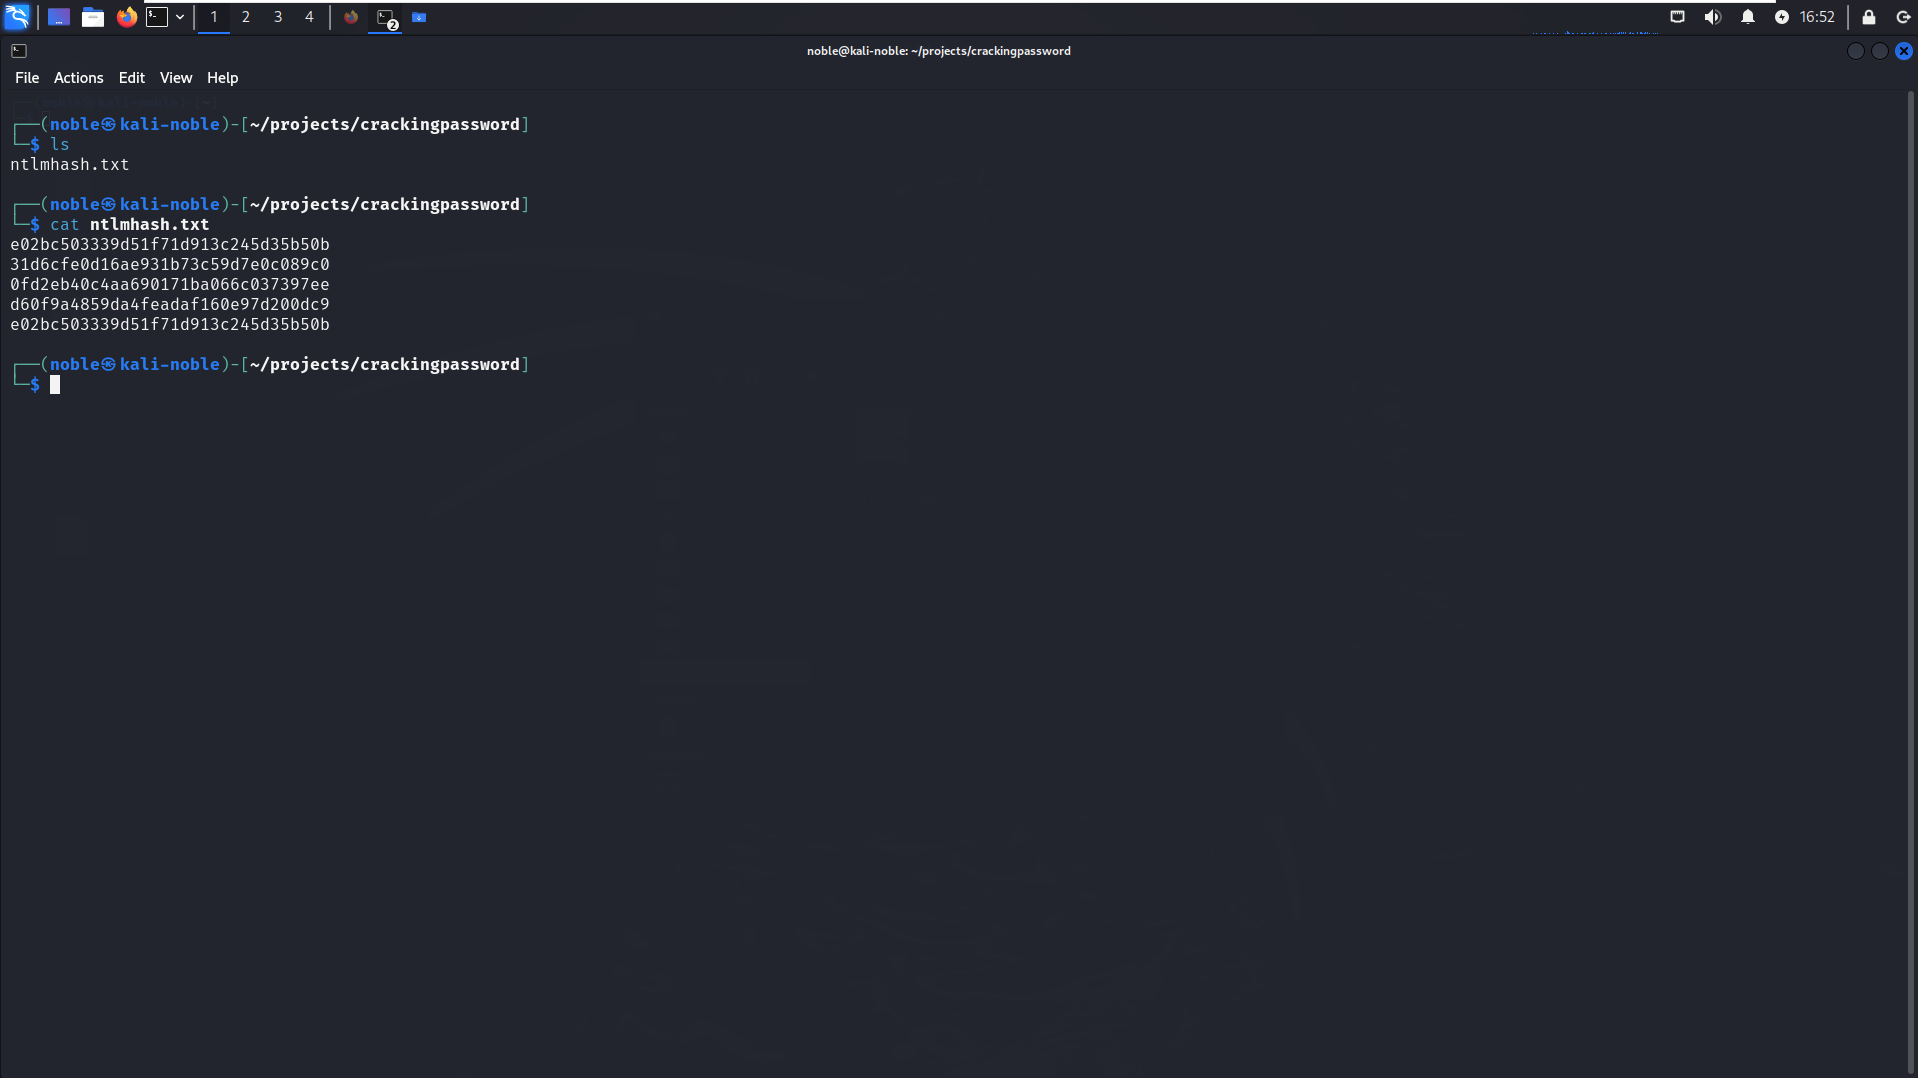 1 2 3 4 2 16:52
noble@kali-noble: ~/projects/crackingpassword
File Actions Edit View Help
┌──(noble㉿kali-noble)-[~/projects/crackingpassword]
└─$ ls
ntlmhash.txt
┌──(noble㉿kali-noble)-[~/projects/crackingpassword]
└─$ cat ntlmhash.txt
e02bc503339d51f71d913c245d35b50b
31d6cfe0d16ae931b73c59d7e0c089c0
0fd2eb40c4aa690171ba066c037397ee
d60f9a4859da4feadaf160e97d200dc9
e02bc503339d51f71d913c245d35b50b
┌──(noble㉿kali-noble)-[~/projects/crackingpassword]
└─$